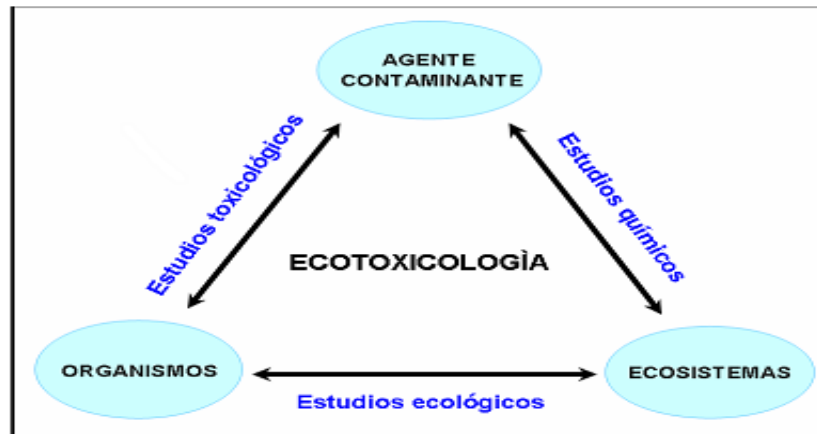 AGENTE
CONTAMINANTE
Estudios toxicológicos
Estudios químicos
ECOTOXICOLOGÌA
ORGANISMOS
ECOSISTEMAS
Estudios ecológicos